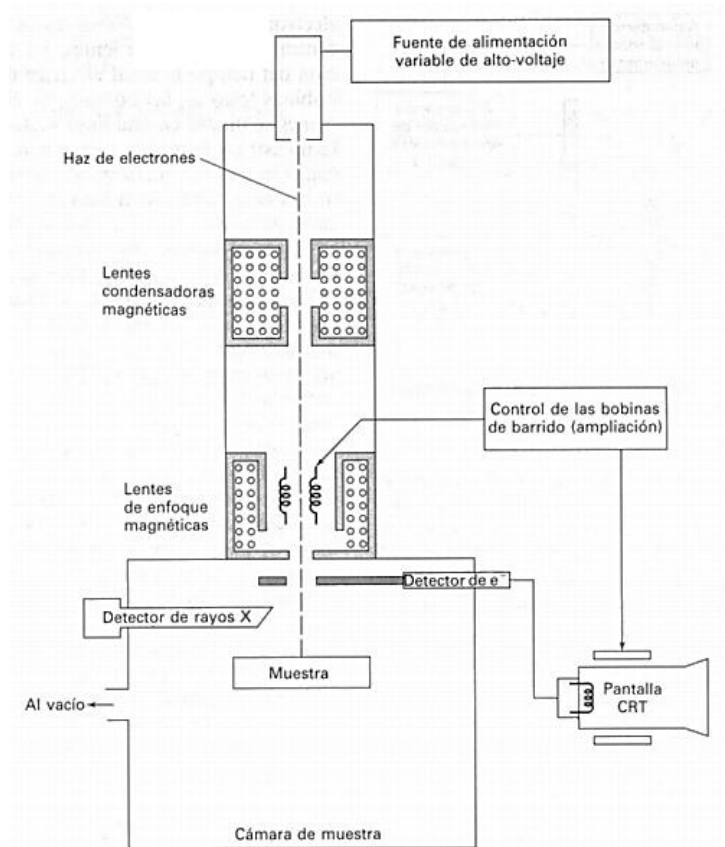 Fuente de alimentación
variable de alto-voltaje
Haz de electrones
Lentes
condensadoras
magnéticas
Control de las bobinas
de barrido (ampliación)
Lentes
de enfoque
magnéticas
Detector de e⁻
Detector de rayos X
Muestra
Pantalla
CRT
Al vacío
Cámara de muestra